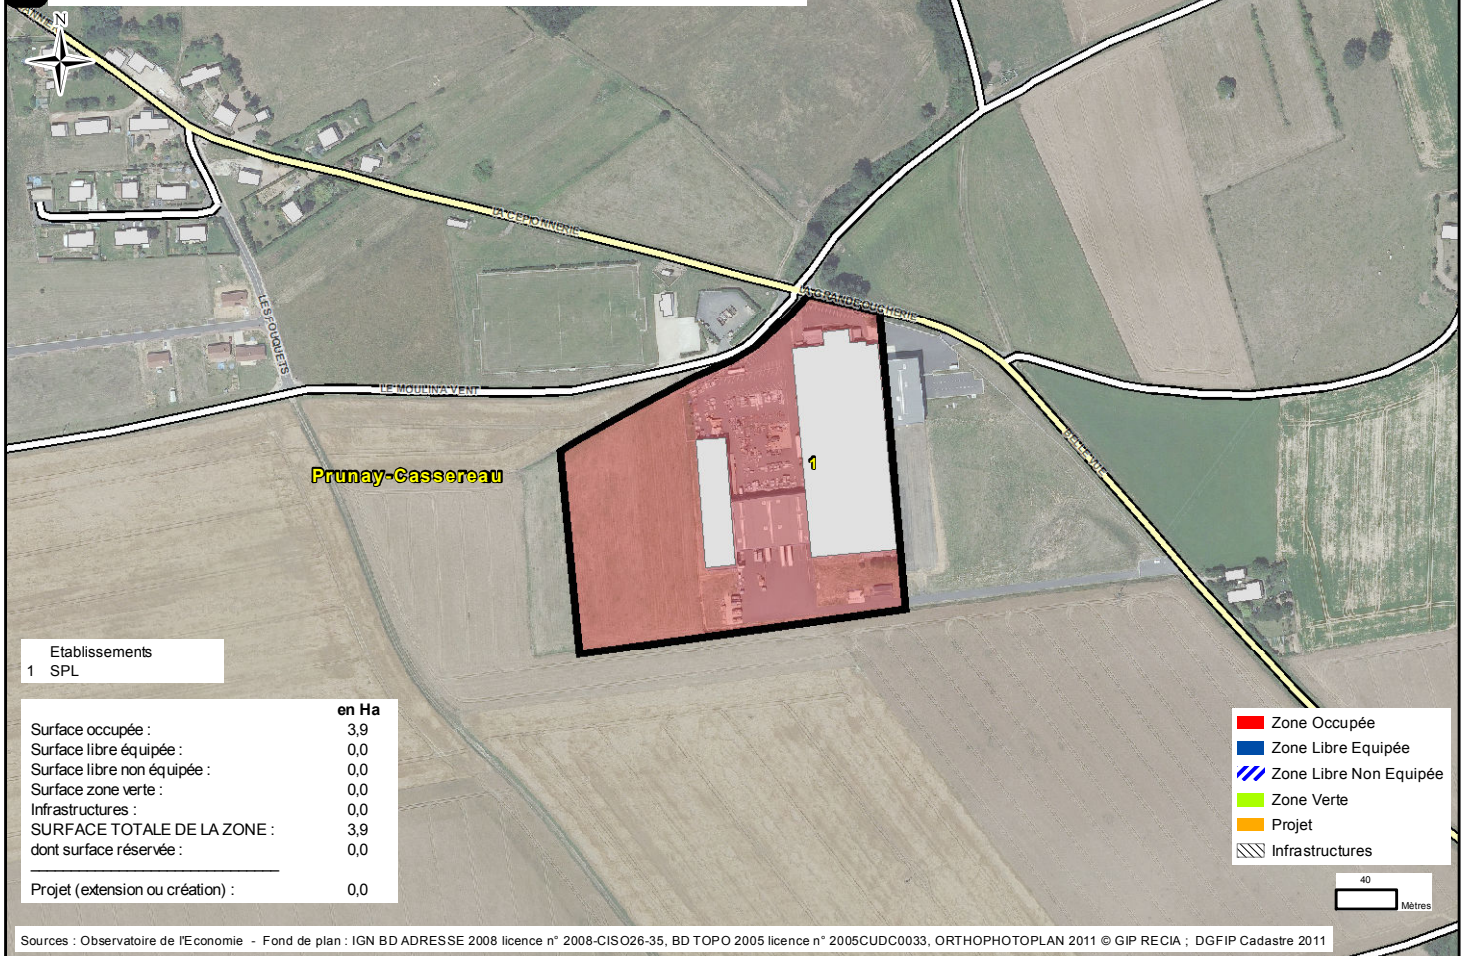 N
LA CEPONNERIE
LES FOUQUETS
LE MOULIN A VENT
BELLE VUE
Prunay-Cassereau
1
Etablissements
1 SPL
en Ha
Surface occupée : 3,9
Surface libre équipée : 0,0
Surface libre non équipée : 0,0
Surface zone verte : 0,0
Infrastructures : 0,0
SURFACE TOTALE DE LA ZONE : 3,9
dont surface réservée : 0,0
Projet (extension ou création) : 0,0
Zone Occupée
Zone Libre Equipée
Zone Libre Non Equipée
Zone Verte
Projet
Infrastructures
40
Mètres
Sources : Observatoire de l'Economie - Fond de plan : IGN BD ADRESSE 2008 licence n° 2008-CISO26-35, BD TOPO 2005 licence n° 2005CUDC0033, ORTHOPHOTOPLAN 2011 © GIP RECIA ; DGFIP Cadastre 2011